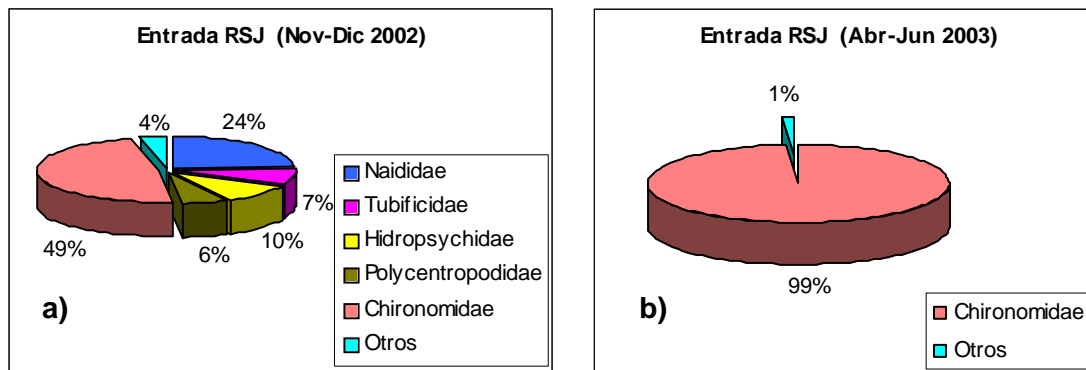 Entrada RSJ (Nov-Dic 2002)
4%
24%
7%
10%
6%
49%
Naididae
Tubificidae
Hidropsychidae
Polycentropodidae
Chironomidae
Otros
a)
Entrada RSJ (Abr-Jun 2003)
1%
99%
Chironomidae
Otros
b)